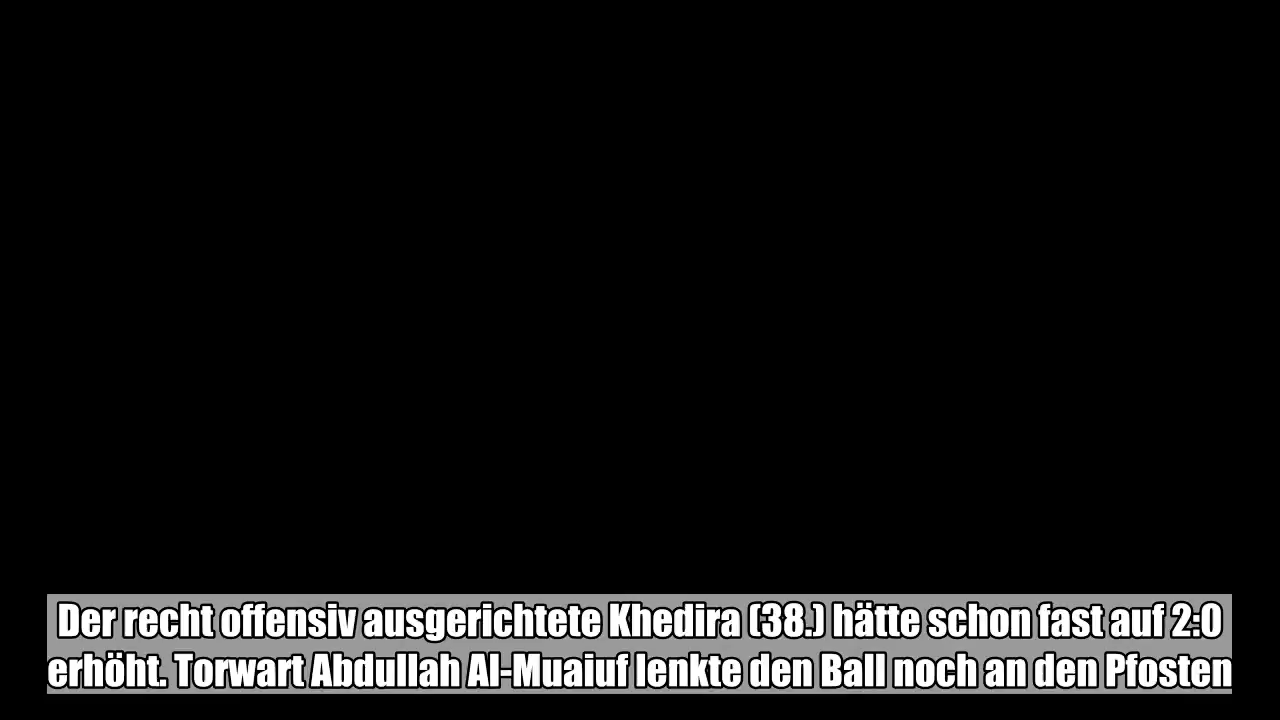 Der recht offensiv ausgerichtete Khedira (38.) hätte schon fast auf 2:0
erhöht. Torwart Abdullah Al-Muaiuf lenkte den Ball noch an den Pfosten